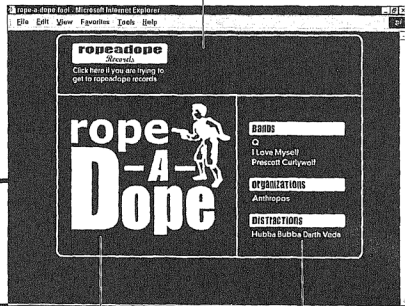 rope-a-dope fool - Microsoft Internet Explorer
File Edit View Favorites Tools Help
ropeadope
Records
Click here if you are trying to
get to ropeadope records
rope
-A-
Dope
BANDS
Q
I Love Myself
Prescott Curlywolf
ORGANIZATIONS
Anthropos
DISTRACTIONS
Hubba Bubba Darth Vada